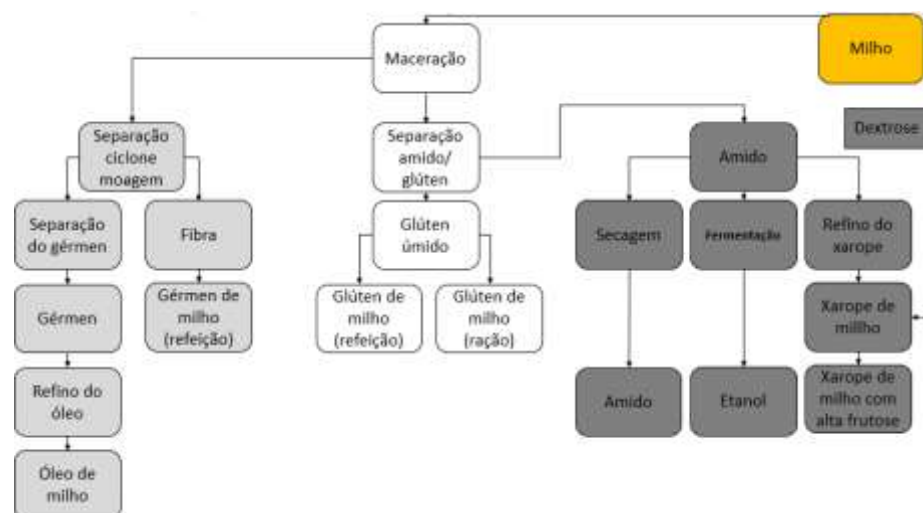 Milho
Maceração
Dextrose
Separação
ciclone
moagem
Separação
amido/
glúten
Amido
Separação
do gérmen
Fibra
Glúten
úmido
Secagem
Fermentação
Refino do
xarope
Gérmen
Gérmen de
milho
(refeição)
Glúten de
milho
(refeição)
Glúten de
milho
(ração)
Xarope de
millho
Refino do
óleo
Amido
Etanol
Xarope de
milho com
alta frutose
Óleo de
milho